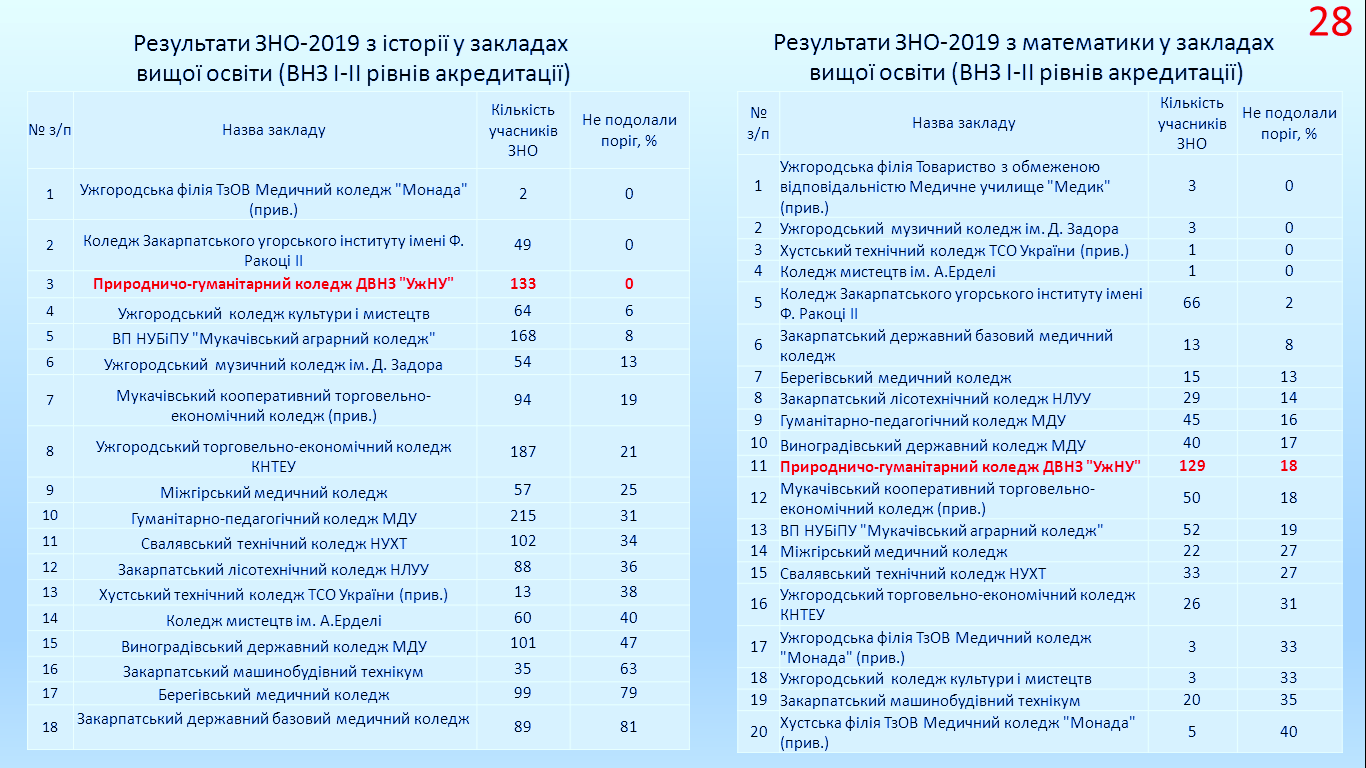 28
Результати ЗНО-2019 з історії у закладах
вищої освіти (ВНЗ І-ІІ рівнів акредитації)
№ з/п Назва закладу Кількість учасників ЗНО Не подолали поріг, %
1 Ужгородська філія ТзОВ Медичний коледж "Монада" (прив.) 2 0
2 Коледж Закарпатського угорського інституту імені Ф. Ракоці ІІ 49 0
3 Природничо-гуманітарний коледж ДВНЗ "УжНУ" 133 0
4 Ужгородський коледж культури і мистецтв 64 6
5 ВП НУБіПУ "Мукачівський аграрний коледж" 168 8
6 Ужгородський музичний коледж ім. Д. Задора 54 13
7 Мукачівський кооперативний торговельно-економічний коледж (прив.) 94 19
8 Ужгородський торговельно-економічний коледж КНТЕУ 187 21
9 Міжгірський медичний коледж 57 25
10 Гуманітарно-педагогічний коледж МДУ 215 31
11 Свалявський технічний коледж НУХТ 102 34
12 Закарпатський лісотехнічний коледж НЛУУ 88 36
13 Хустський технічний коледж ТСО України (прив.) 13 38
14 Коледж мистецтв ім. А.Ерделі 60 40
15 Виноградівський державний коледж МДУ 101 47
16 Закарпатський машинобудівний технікум 35 63
17 Берегівський медичний коледж 99 79
18 Закарпатський державний базовий медичний коледж 89 81
Результати ЗНО-2019 з математики у закладах
вищої освіти (ВНЗ І-ІІ рівнів акредитації)
№ з/п Назва закладу Кількість учасників ЗНО Не подолали поріг, %
1 Ужгородська філія Товариство з обмеженою відповідальністю Медичне училище "Медик" (прив.) 3 0
2 Ужгородський музичний коледж ім. Д. Задора 3 0
3 Хустський технічний коледж ТСО України (прив.) 1 0
4 Коледж мистецтв ім. А.Ерделі 1 0
5 Коледж Закарпатського угорського інституту імені Ф. Ракоці ІІ 66 2
6 Закарпатський державний базовий медичний коледж 13 8
7 Берегівський медичний коледж 15 13
8 Закарпатський лісотехнічний коледж НЛУУ 29 14
9 Гуманітарно-педагогічний коледж МДУ 45 16
10 Виноградівський державний коледж МДУ 40 17
11 Природничо-гуманітарний коледж ДВНЗ "УжНУ" 129 18
12 Мукачівський кооперативний торговельно-економічний коледж (прив.) 50 18
13 ВП НУБіПУ "Мукачівський аграрний коледж" 52 19
14 Міжгірський медичний коледж 22 27
15 Свалявський технічний коледж НУХТ 33 27
16 Ужгородський торговельно-економічний коледж КНТЕУ 26 31
17 Ужгородська філія ТзОВ Медичний коледж "Монада" (прив.) 3 33
18 Ужгородський коледж культури і мистецтв 3 33
19 Закарпатський машинобудівний технікум 20 35
20 Хустська філія ТзОВ Медичний коледж "Монада" (прив.) 5 40